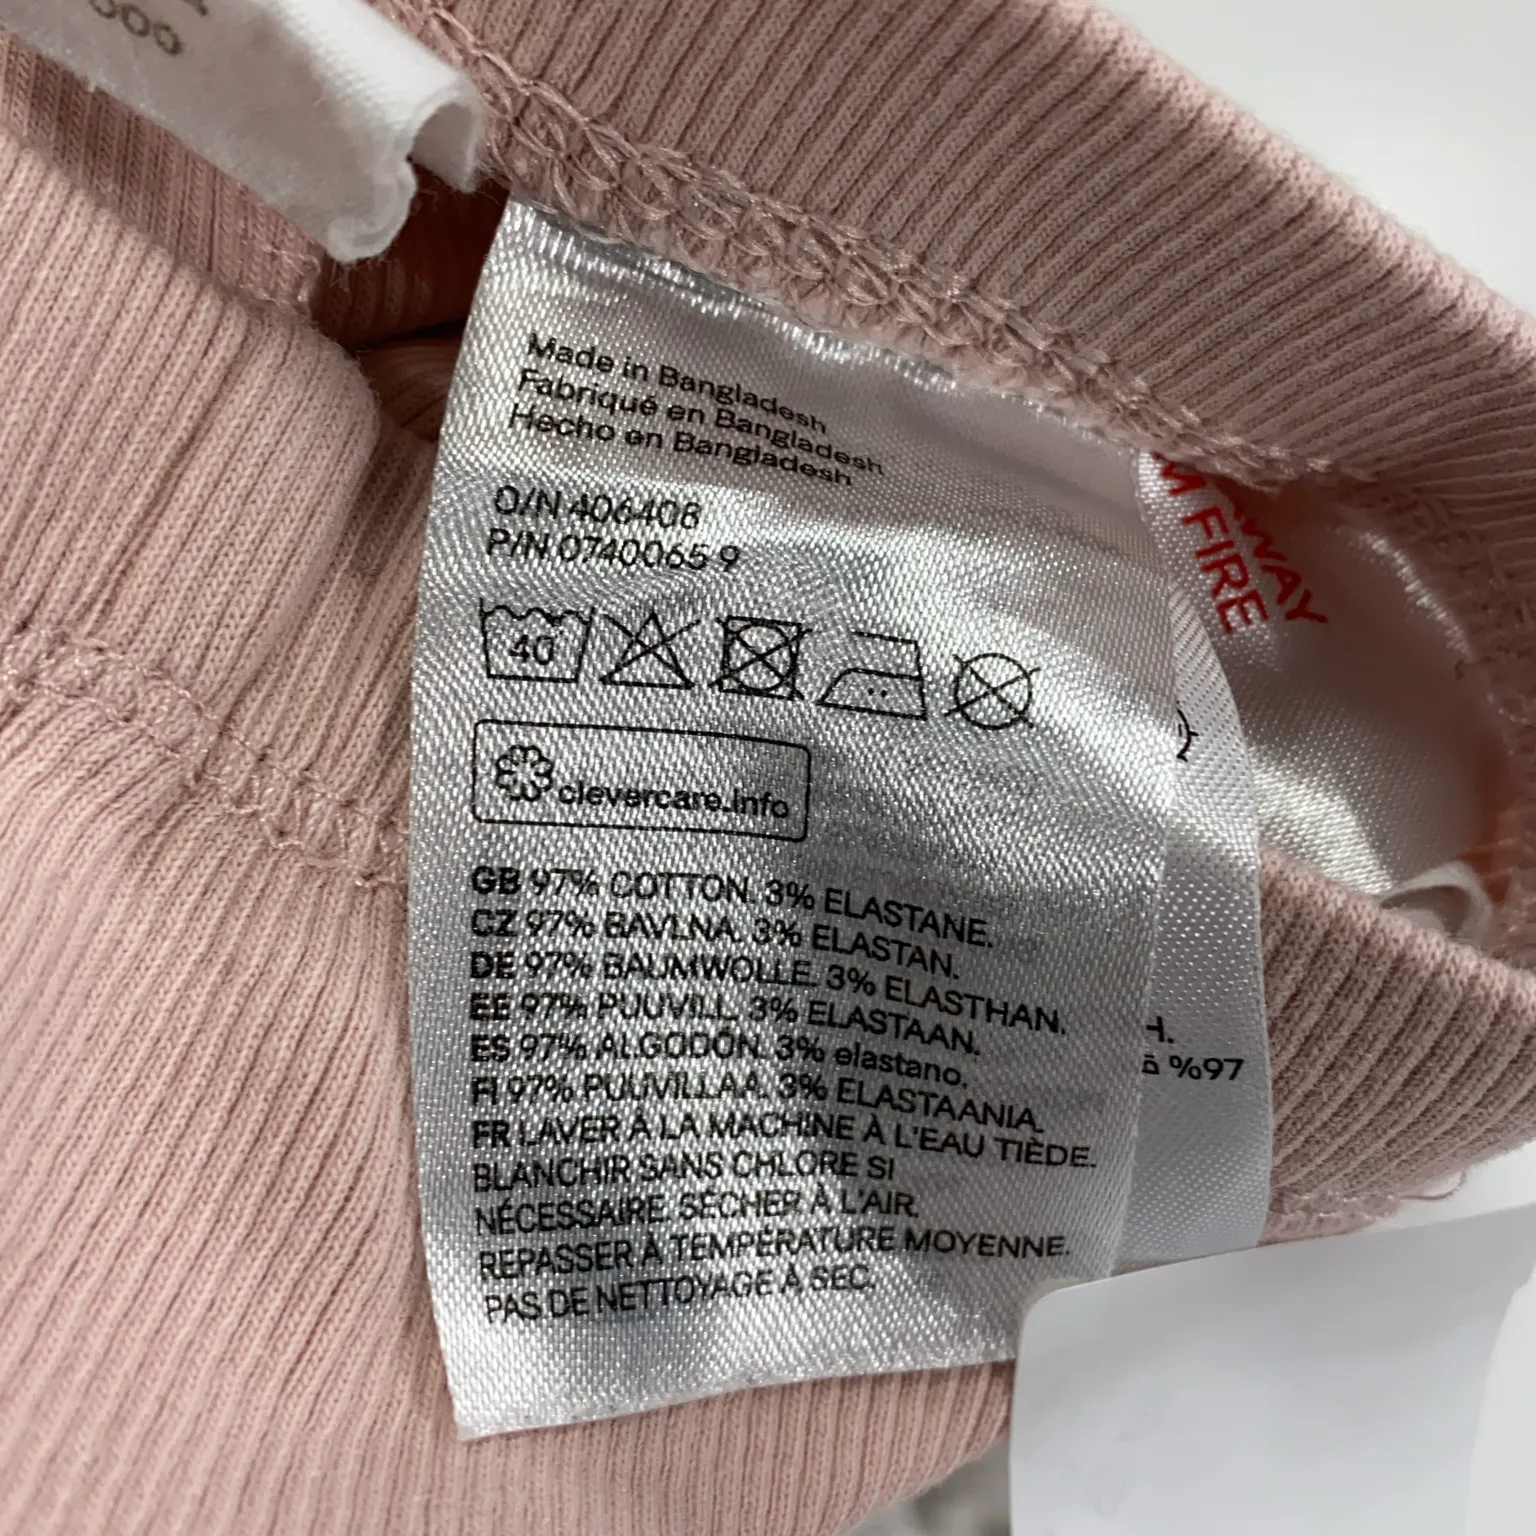 Made in Bangladesh
Fabriqué en Bangladesh
Hecho en Bangladesh
O/N 406408
P/N 0740065 9
40
clevercare.info
GB 97% COTTON. 3% ELASTANE.
CZ 97% BAVLNA. 3% ELASTAN.
DE 97% BAUMWOLLE. 3% ELASTHAN.
EE 97% PUUVILL. 3% ELASTAAN.
ES 97% ALGODÓN. 3% elastano.
FI 97% PUUVILLAA. 3% ELASTAANIA.
FR LAVER À LA MACHINE À L'EAU TIÈDE.
BLANCHIR SANS CHLORE SI
NÉCESSAIRE. SÉCHER À L'AIR.
REPASSER À TEMPÉRATURE MOYENNE.
PAS DE NETTOYAGE À SEC.
WAY
M FIRE
H.
%97